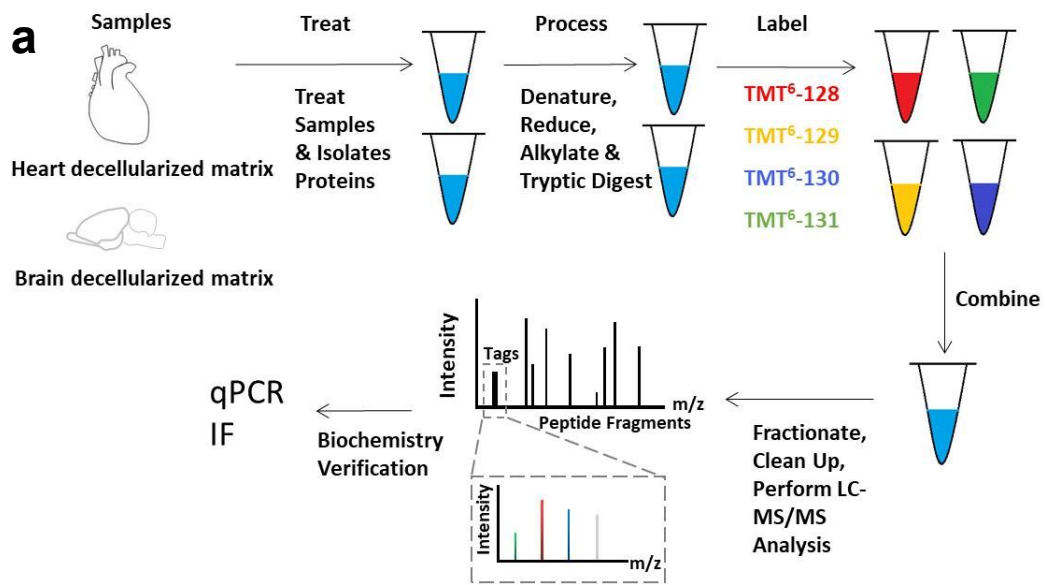 a
Samples
Treat
Process
Label
Treat
Samples
& Isolates
Proteins
Denature,
Reduce,
Alkylate &
Tryptic Digest
TMT⁶-128
TMT⁶-129
TMT⁶-130
TMT⁶-131
Heart decellularized matrix
Brain decellularized matrix
Combine
Fractionate,
Clean Up,
Perform LC-
MS/MS
Analysis
Intensity
Tags
m/z
Peptide Fragments
Intensity
m/z
Biochemistry
Verification
qPCR
IF